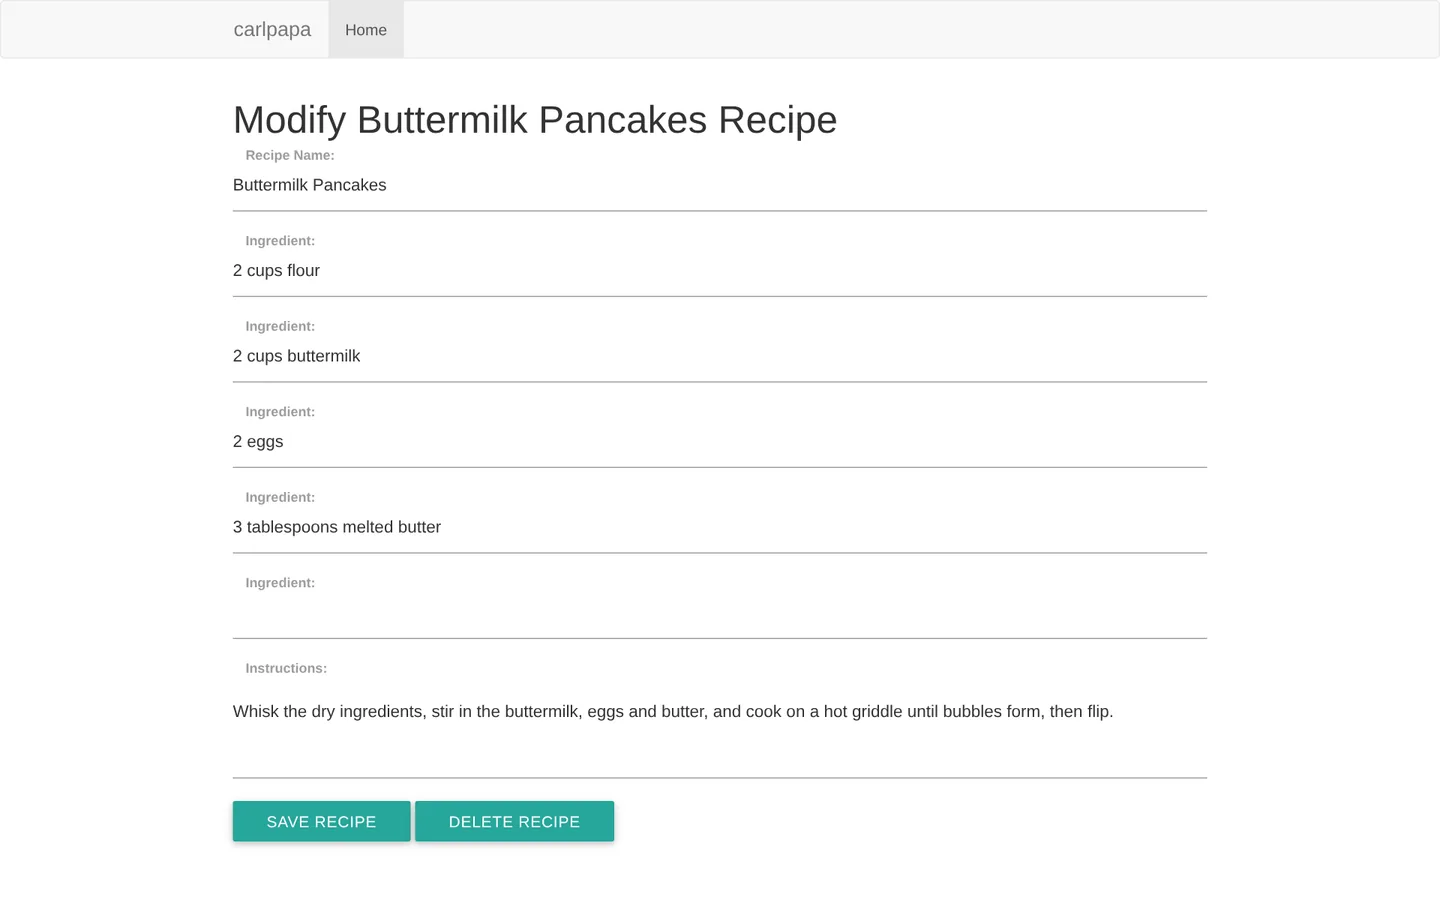 carlpapa Home
Modify Buttermilk Pancakes Recipe
Recipe Name:
Buttermilk Pancakes
Ingredient:
2 cups flour
Ingredient:
2 cups buttermilk
Ingredient:
2 eggs
Ingredient:
3 tablespoons melted butter
Ingredient:
Instructions:
Whisk the dry ingredients, stir in the buttermilk, eggs and butter, and cook on a hot griddle until bubbles form, then flip.
SAVE RECIPE DELETE RECIPE